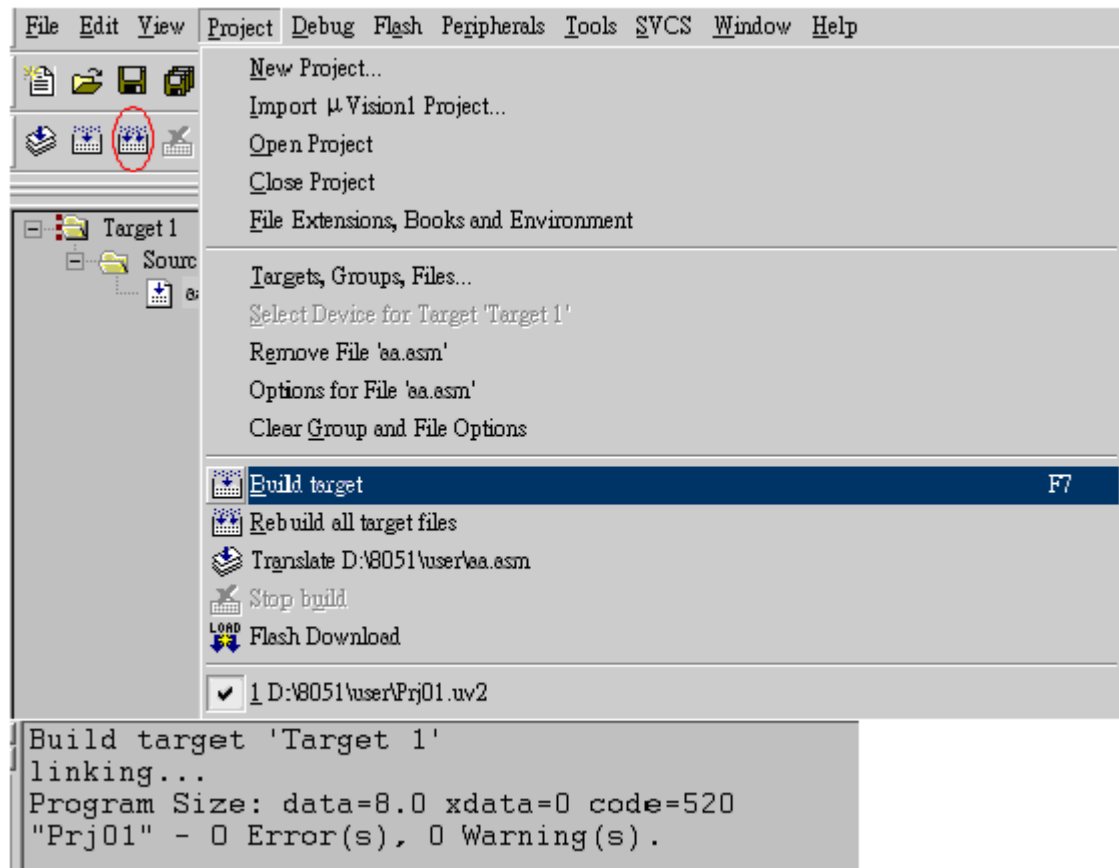 File Edit View Project Debug Flash Peripherals Tools SVCS Window Help
New Project...
Import μVision1 Project...
Open Project
Close Project
File Extensions, Books and Environment
Target 1
Sourc
Targets, Groups, Files...
Select Device for Target 'Target 1'
Remove File 'aa.asm'
Options for File 'aa.asm'
Clear Group and File Options
Build target F7
Rebuild all target files
Translate D:\8051\user\aa.asm
Stop build
LOAD Flash Download
1 D:\8051\user\Prj01.uv2
Build target 'Target 1'
linking...
Program Size: data=8.0 xdata=0 code=520
"Prj01" - 0 Error(s), 0 Warning(s).